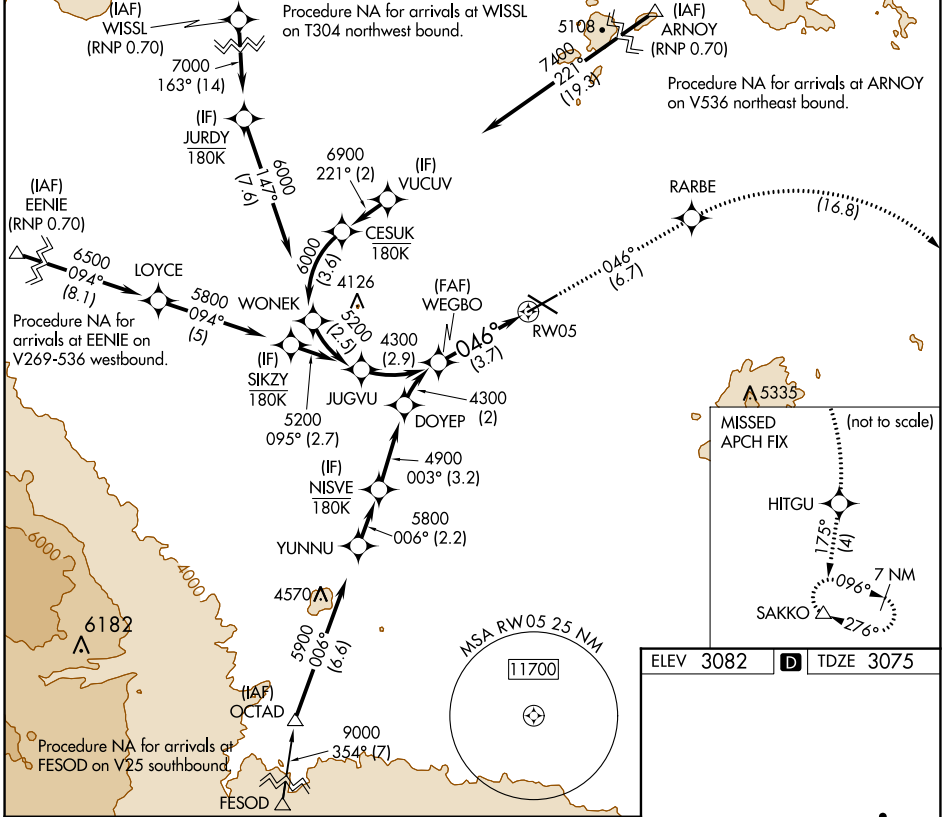 (IAF)
WISSL
(RNP 0.70)
Procedure NA for arrivals at WISSL
on T304 northwest bound.
5108
(IAF)
ARNOY
(RNP 0.70)
7400
221°
(19.3)
Procedure NA for arrivals at ARNOY
on V536 northeast bound.
7000
163° (14)
(IF)
JURDY
180K
6000
147°
(7.6)
6900
221° (2)
(IF)
VUCUV
CESUK
180K
RARBE
(16.8)
(IAF)
EENIE
(RNP 0.70)
6500
094°
(8.1)
LOYCE
5800
094°
(5)
Procedure NA for
arrivals at EENIE on
V269-536 westbound.
6000
(3.6)
4126
WONEK
5200
(2.5)
(FAF)
WEGBO
046°
(6.7)
RW05
046°
(3.7)
4300
(2.9)
(IF)
SIKZY
180K
JUGVU
5200
095° (2.7)
4300
(2)
DOYEP
5335
4900
003° (3.2)
(IF)
NISVE
180K
5800
006° (2.2)
YUNNU
MISSED
APCH FIX
(not to scale)
HITGU
175°
(4)
096°
7 NM
SAKKO
276°
6000
4000
6182
4570
5900
006°
(6.6)
MSA RW05 25 NM
11700
(IAF)
OCTAD
9000
354° (7)
Procedure NA for arrivals at
FESOD on V25 southbound.
FESOD
ELEV 3082
D
TDZE 3075